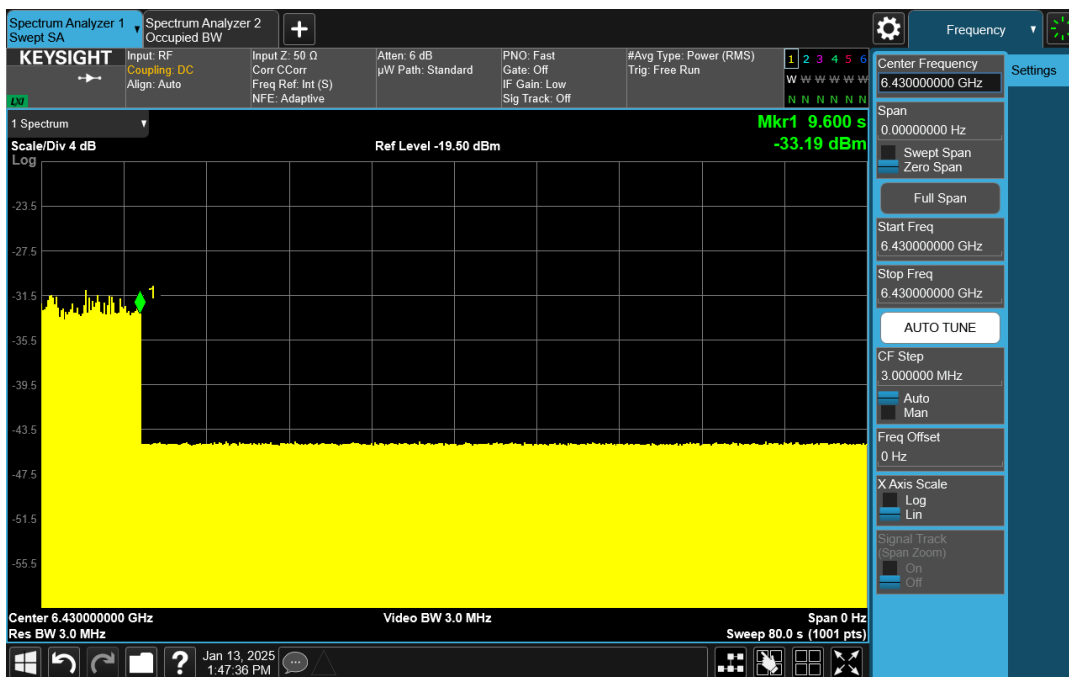 Spectrum Analyzer 1
Swept SA
Spectrum Analyzer 2
Occupied BW
Frequency
KEYSIGHT
LXI
Input: RF
Coupling: DC
Align: Auto
Input Z: 50 Ω
Corr CCorr
Freq Ref: Int (S)
NFE: Adaptive
Atten: 6 dB
µW Path: Standard
PNO: Fast
Gate: Off
IF Gain: Low
Sig Track: Off
#Avg Type: Power (RMS)
Trig: Free Run
1 2 3 4 5 6
W W W W W W
N N N N N N
1 Spectrum
Mkr1 9.600 s
Scale/Div 4 dB
Ref Level -19.50 dBm
-33.19 dBm
Log
-23.5
-27.5
1
-31.5
-35.5
-39.5
-43.5
-47.5
-51.5
-55.5
Center 6.430000000 GHz
Video BW 3.0 MHz
Span 0 Hz
Res BW 3.0 MHz
Sweep 80.0 s (1001 pts)
Center Frequency
6.430000000 GHz
Settings
Span
0.00000000 Hz
Swept Span
Zero Span
Full Span
Start Freq
6.430000000 GHz
Stop Freq
6.430000000 GHz
AUTO TUNE
CF Step
3.000000 MHz
Auto
Man
Freq Offset
0 Hz
X Axis Scale
Log
Lin
Signal Track
(Span Zoom)
On
Off
?
Jan 13, 2025
1:47:36 PM